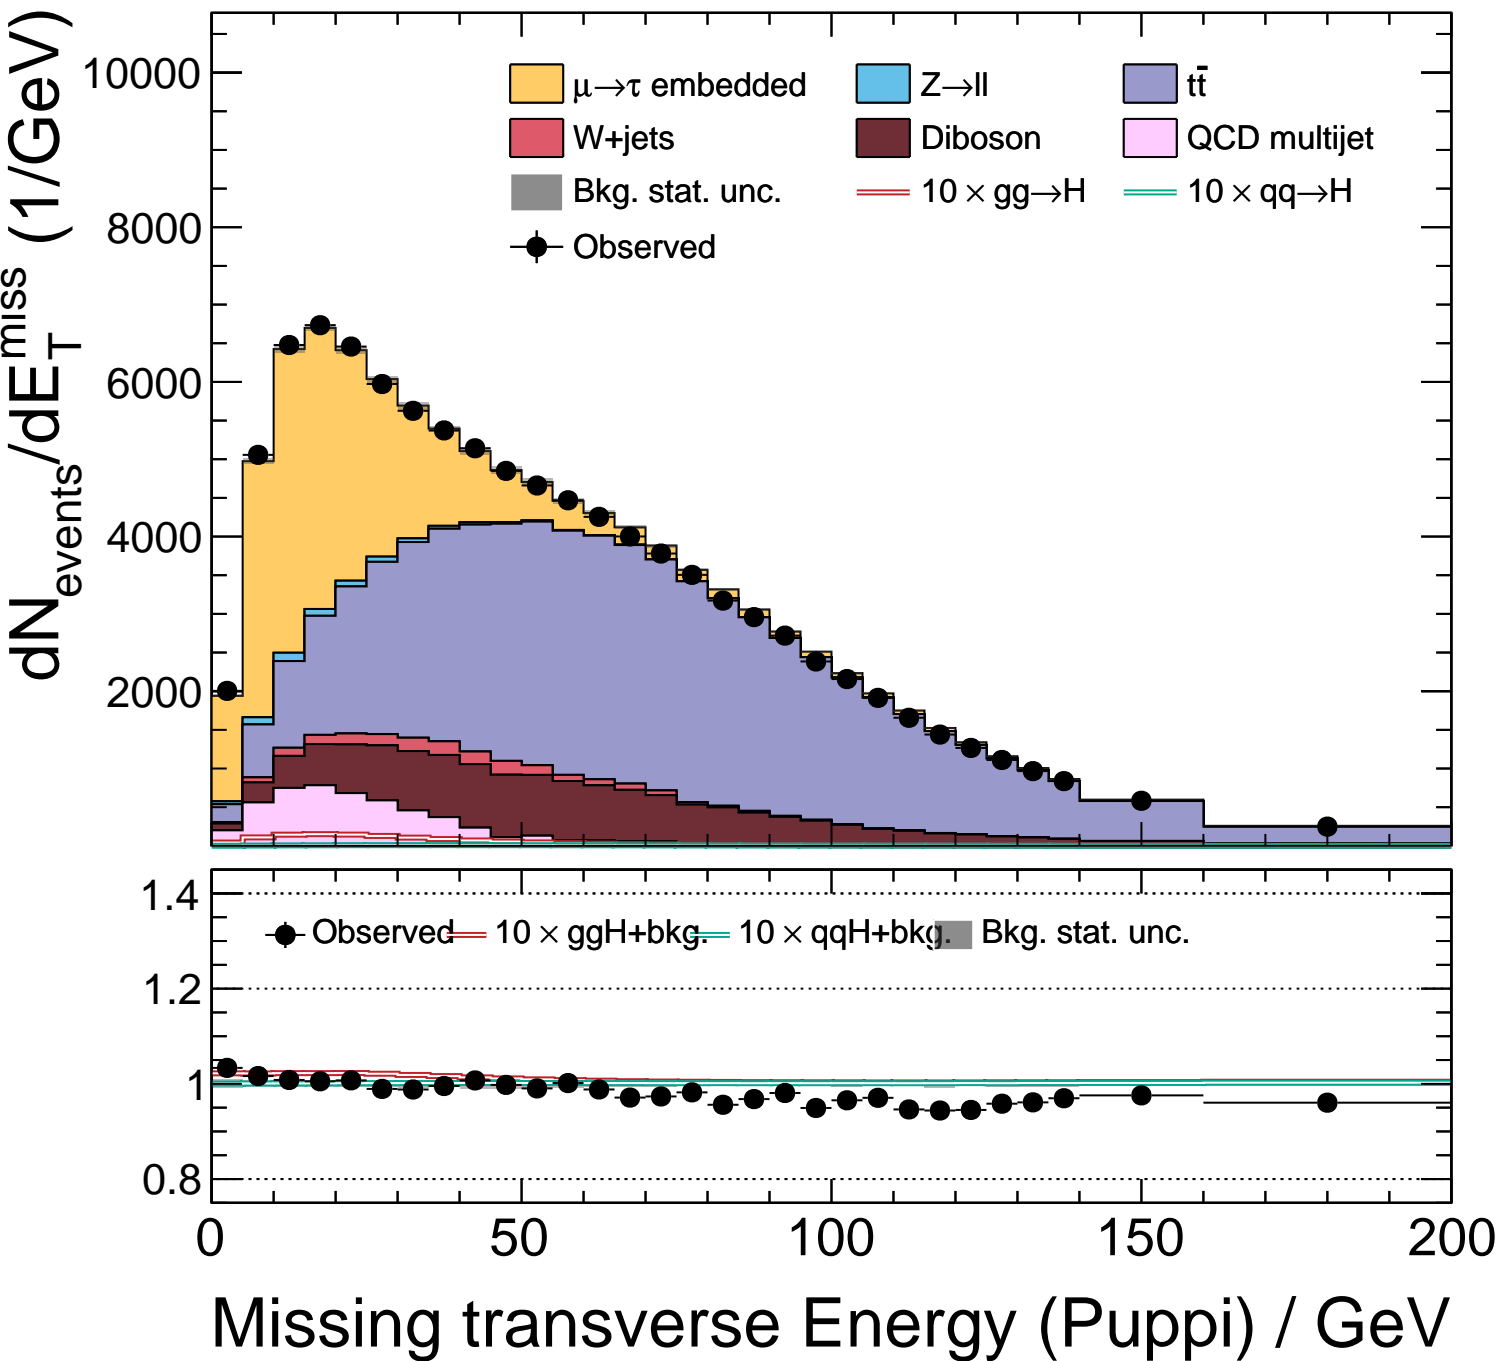 dN_events/dE_T^miss (1/GeV)
10000
8000
6000
4000
2000
μ→τ embedded Z→ll tt̄
W+jets Diboson QCD multijet
Bkg. stat. unc. 10 × gg→H 10 × qq→H
Observed
1.4
1.2
1
0.8
Observed 10 × ggH+bkg. 10 × qqH+bkg. Bkg. stat. unc.
0 50 100 150 200
Missing transverse Energy (Puppi) / GeV